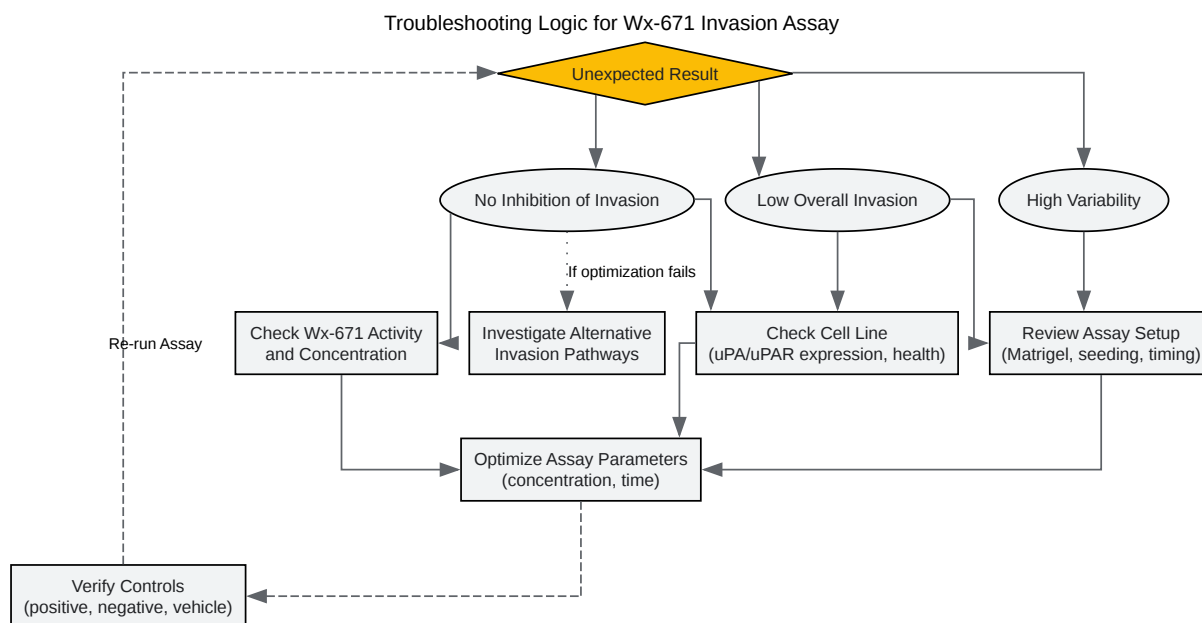 Troubleshooting Logic for Wx-671 Invasion Assay
Unexpected Result
No Inhibition of Invasion
Low Overall Invasion
High Variability
If optimization fails
Check Wx-671 Activity
and Concentration
Investigate Alternative
Invasion Pathways
Check Cell Line
(uPA/uPAR expression, health)
Review Assay Setup
(Matrigel, seeding, timing)
Re-run Assay
Optimize Assay Parameters
(concentration, time)
Verify Controls
(positive, negative, vehicle)